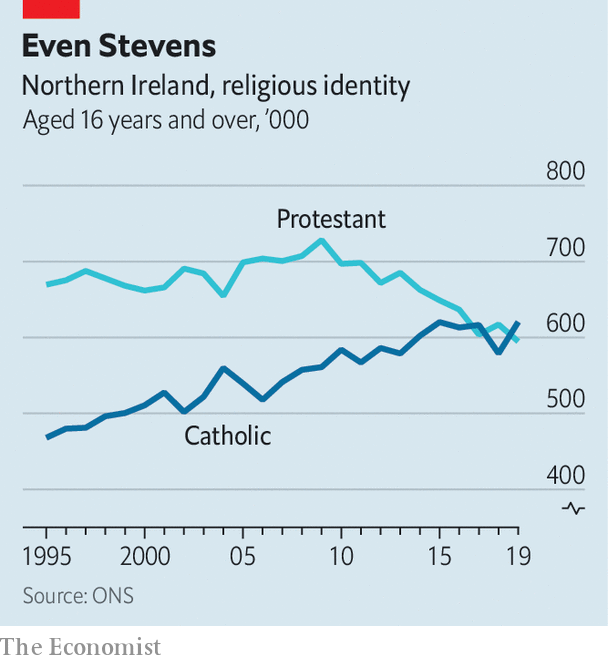 Even Stevens
Northern Ireland, religious identity
Aged 16 years and over, ’000
800
Protestant
700
600
500
Catholic
400
1995 2000 05 10 15 19
Source: ONS
The Economist